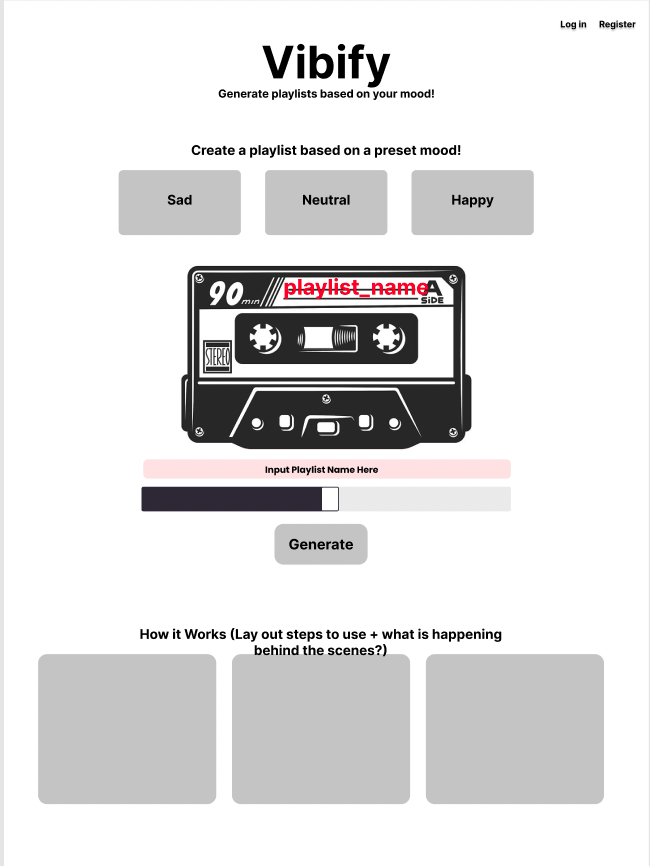 Log in Register
Vibify
Generate playlists based on your mood!
Create a playlist based on a preset mood!
Sad Neutral Happy
90 min playlist_name A
SiDE
STEREO
Input Playlist Name Here
Generate
How it Works (Lay out steps to use + what is happening
behind the scenes?)